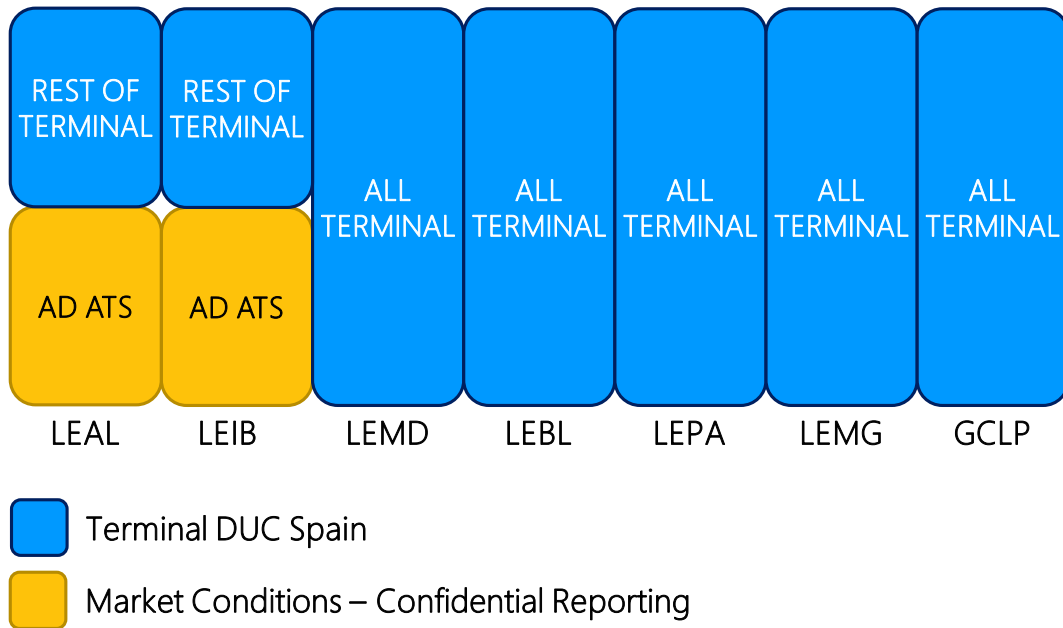 REST OF
TERMINAL
REST OF
TERMINAL
ALL
TERMINAL
ALL
TERMINAL
ALL
TERMINAL
ALL
TERMINAL
ALL
TERMINAL
AD ATS
AD ATS
LEAL
LEIB
LEMD
LEBL
LEPA
LEMG
GCLP
Terminal DUC Spain
Market Conditions – Confidential Reporting